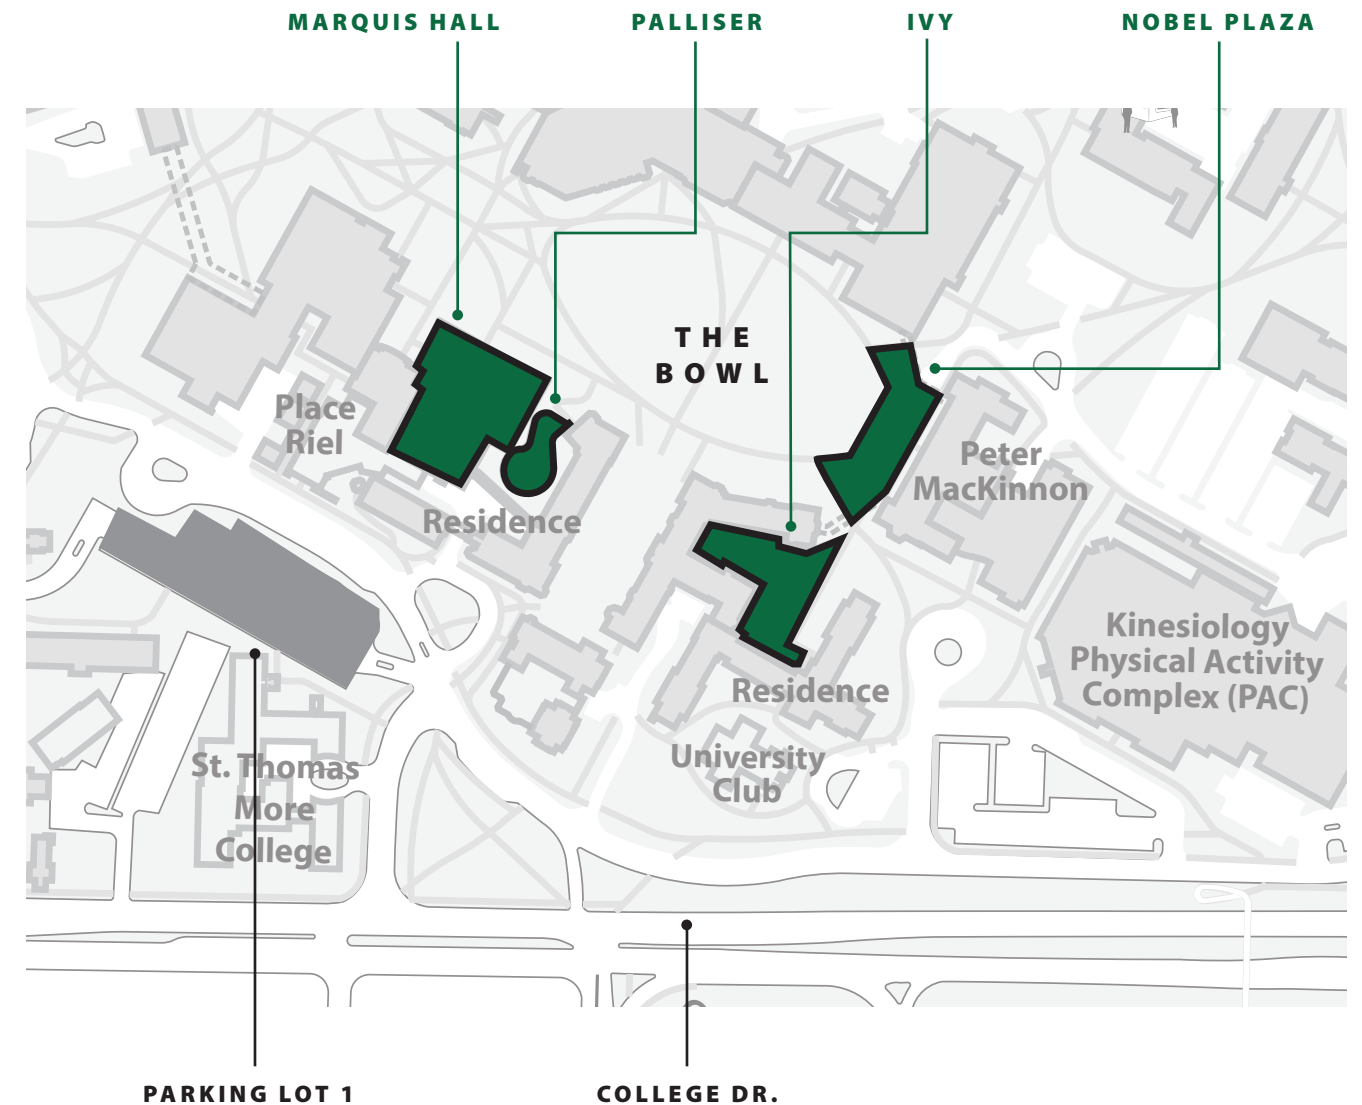 MARQUIS HALL
PALLISER
IVY
NOBEL PLAZA
THE
BOWL
Place
Riel
Peter
MacKinnon
Residence
Kinesiology
Physical Activity
Complex (PAC)
Residence
University
Club
St. Thomas
More
College
PARKING LOT 1
COLLEGE DR.